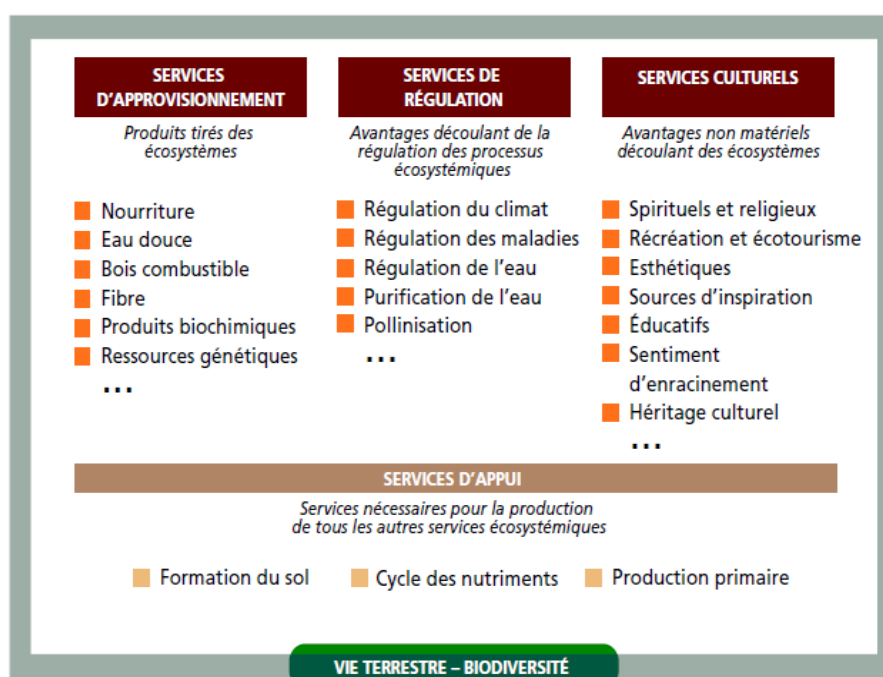 SERVICES
D'APPROVISIONNEMENT
Produits tirés des
écosystèmes
Nourriture
Eau douce
Bois combustible
Fibre
Produits biochimiques
Ressources génétiques
...
SERVICES DE
RÉGULATION
Avantages découlant de la
régulation des processus
écosystémiques
Régulation du climat
Régulation des maladies
Régulation de l'eau
Purification de l'eau
Pollinisation
...
SERVICES CULTURELS
Avantages non matériels
découlant des écosystèmes
Spirituels et religieux
Récréation et écotourisme
Esthétiques
Sources d'inspiration
Éducatifs
Sentiment
d'enracinement
Héritage culturel
...
SERVICES D'APPUI
Services nécessaires pour la production
de tous les autres services écosystémiques
Formation du sol
Cycle des nutriments
Production primaire
VIE TERRESTRE – BIODIVERSITÉ